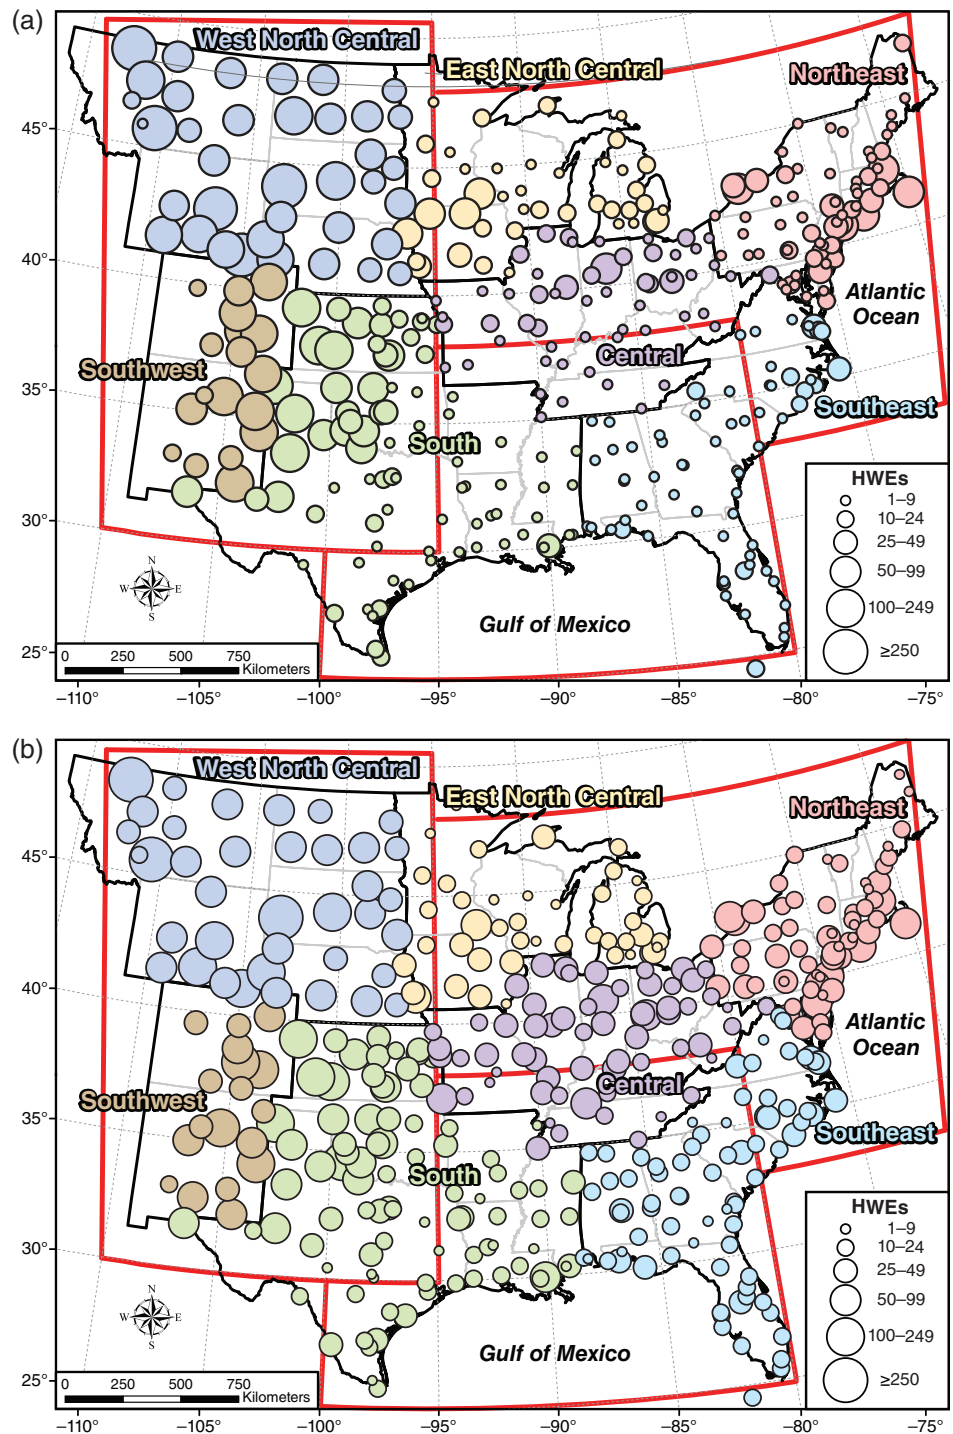 (a)
West North Central
East North Central
Northeast
45°
40°
Atlantic
Ocean
Southwest
Central
35°
South
Southeast
HWEs
1–9
10–24
25–49
50–99
100–249
≥250
30°
N
W E
S
Gulf of Mexico
25°
0 250 500 750
Kilometers
−110° −105° −100° −95° −90° −85° −80° −75°
(b)
West North Central
East North Central
Northeast
45°
40°
Atlantic
Ocean
Southwest
Central
35°
South
Southeast
HWEs
1–9
10–24
25–49
50–99
100–249
≥250
30°
N
W E
S
Gulf of Mexico
25°
0 250 500 750
Kilometers
−110° −105° −100° −95° −90° −85° −80° −75°